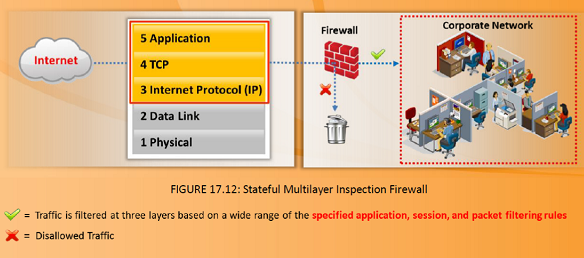 Internet
5 Application
4 TCP
3 Internet Protocol (IP)
2 Data Link
1 Physical
Firewall
Corporate Network
FIGURE 17.12: Stateful Multilayer Inspection Firewall
= Traffic is filtered at three layers based on a wide range of the specified application, session, and packet filtering rules
= Disallowed Traffic